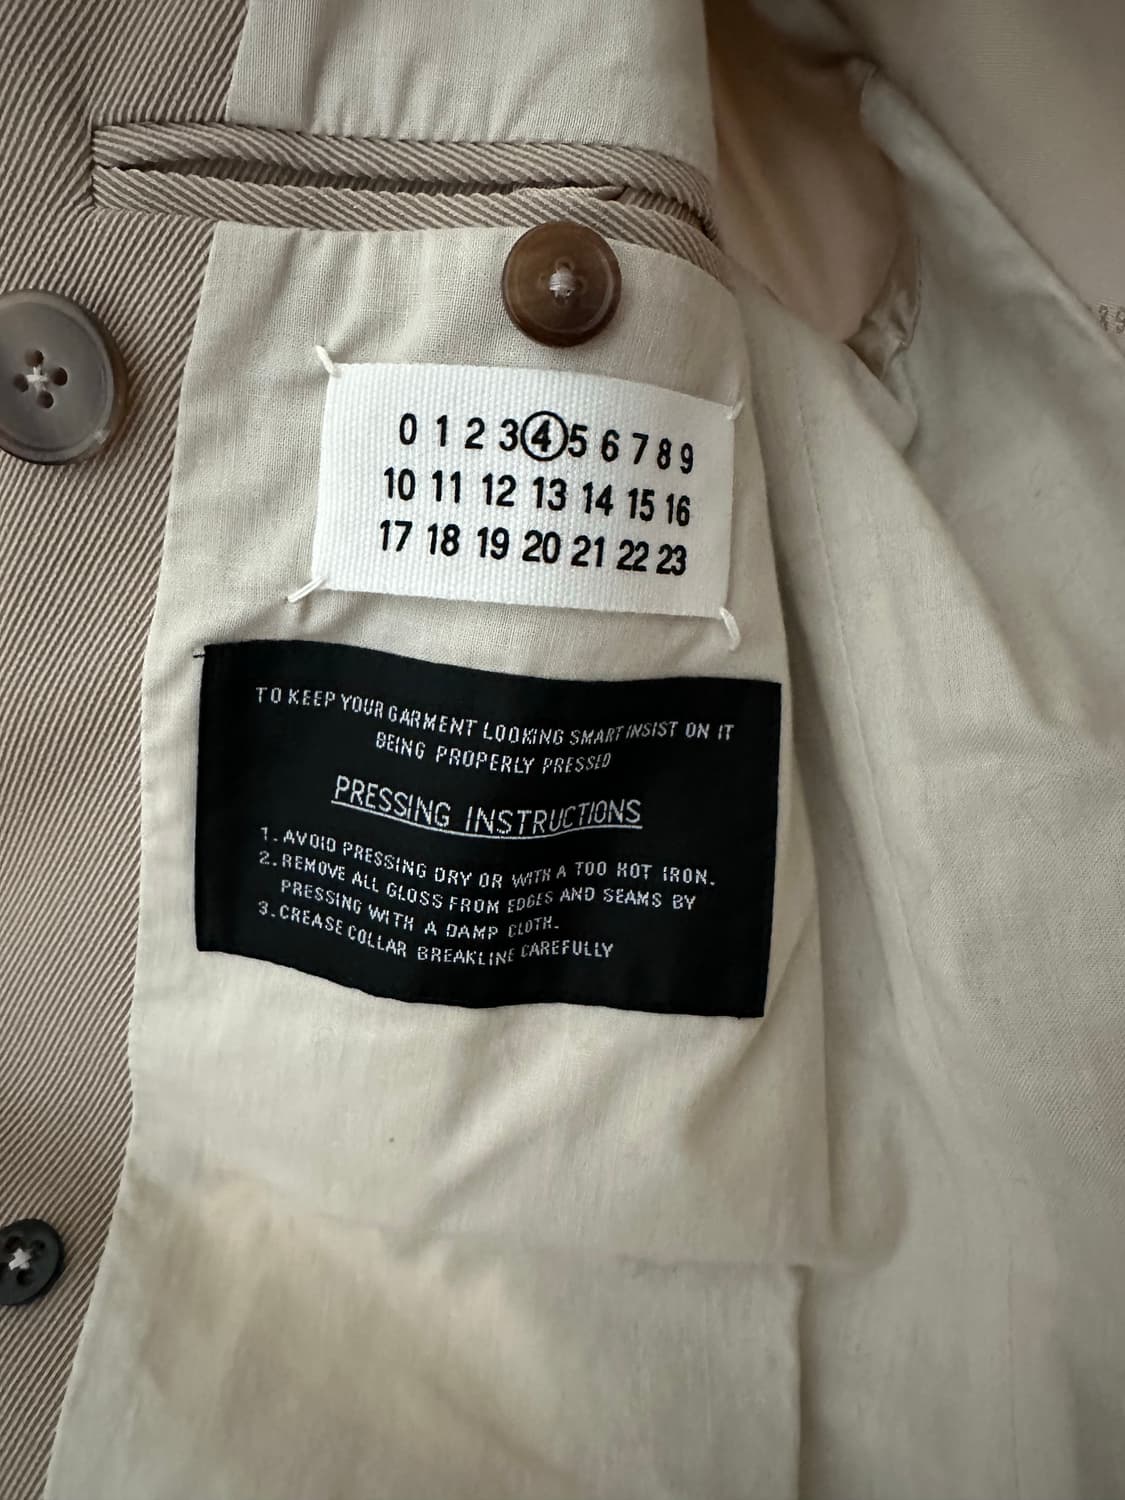 0 1 2 3 4 5 6 7 8 9
10 11 12 13 14 15 16
17 18 19 20 21 22 23
TO KEEP YOUR GARMENT LOOKING SMART INSIST ON IT
BEING PROPERLY PRESSED
PRESSING INSTRUCTIONS
1. AVOID PRESSING DRY OR WITH A TOO HOT IRON.
2. REMOVE ALL GLOSS FROM EDGES AND SEAMS BY
PRESSING WITH A DAMP CLOTH.
3. CREASE COLLAR BREAKLINE CAREFULLY